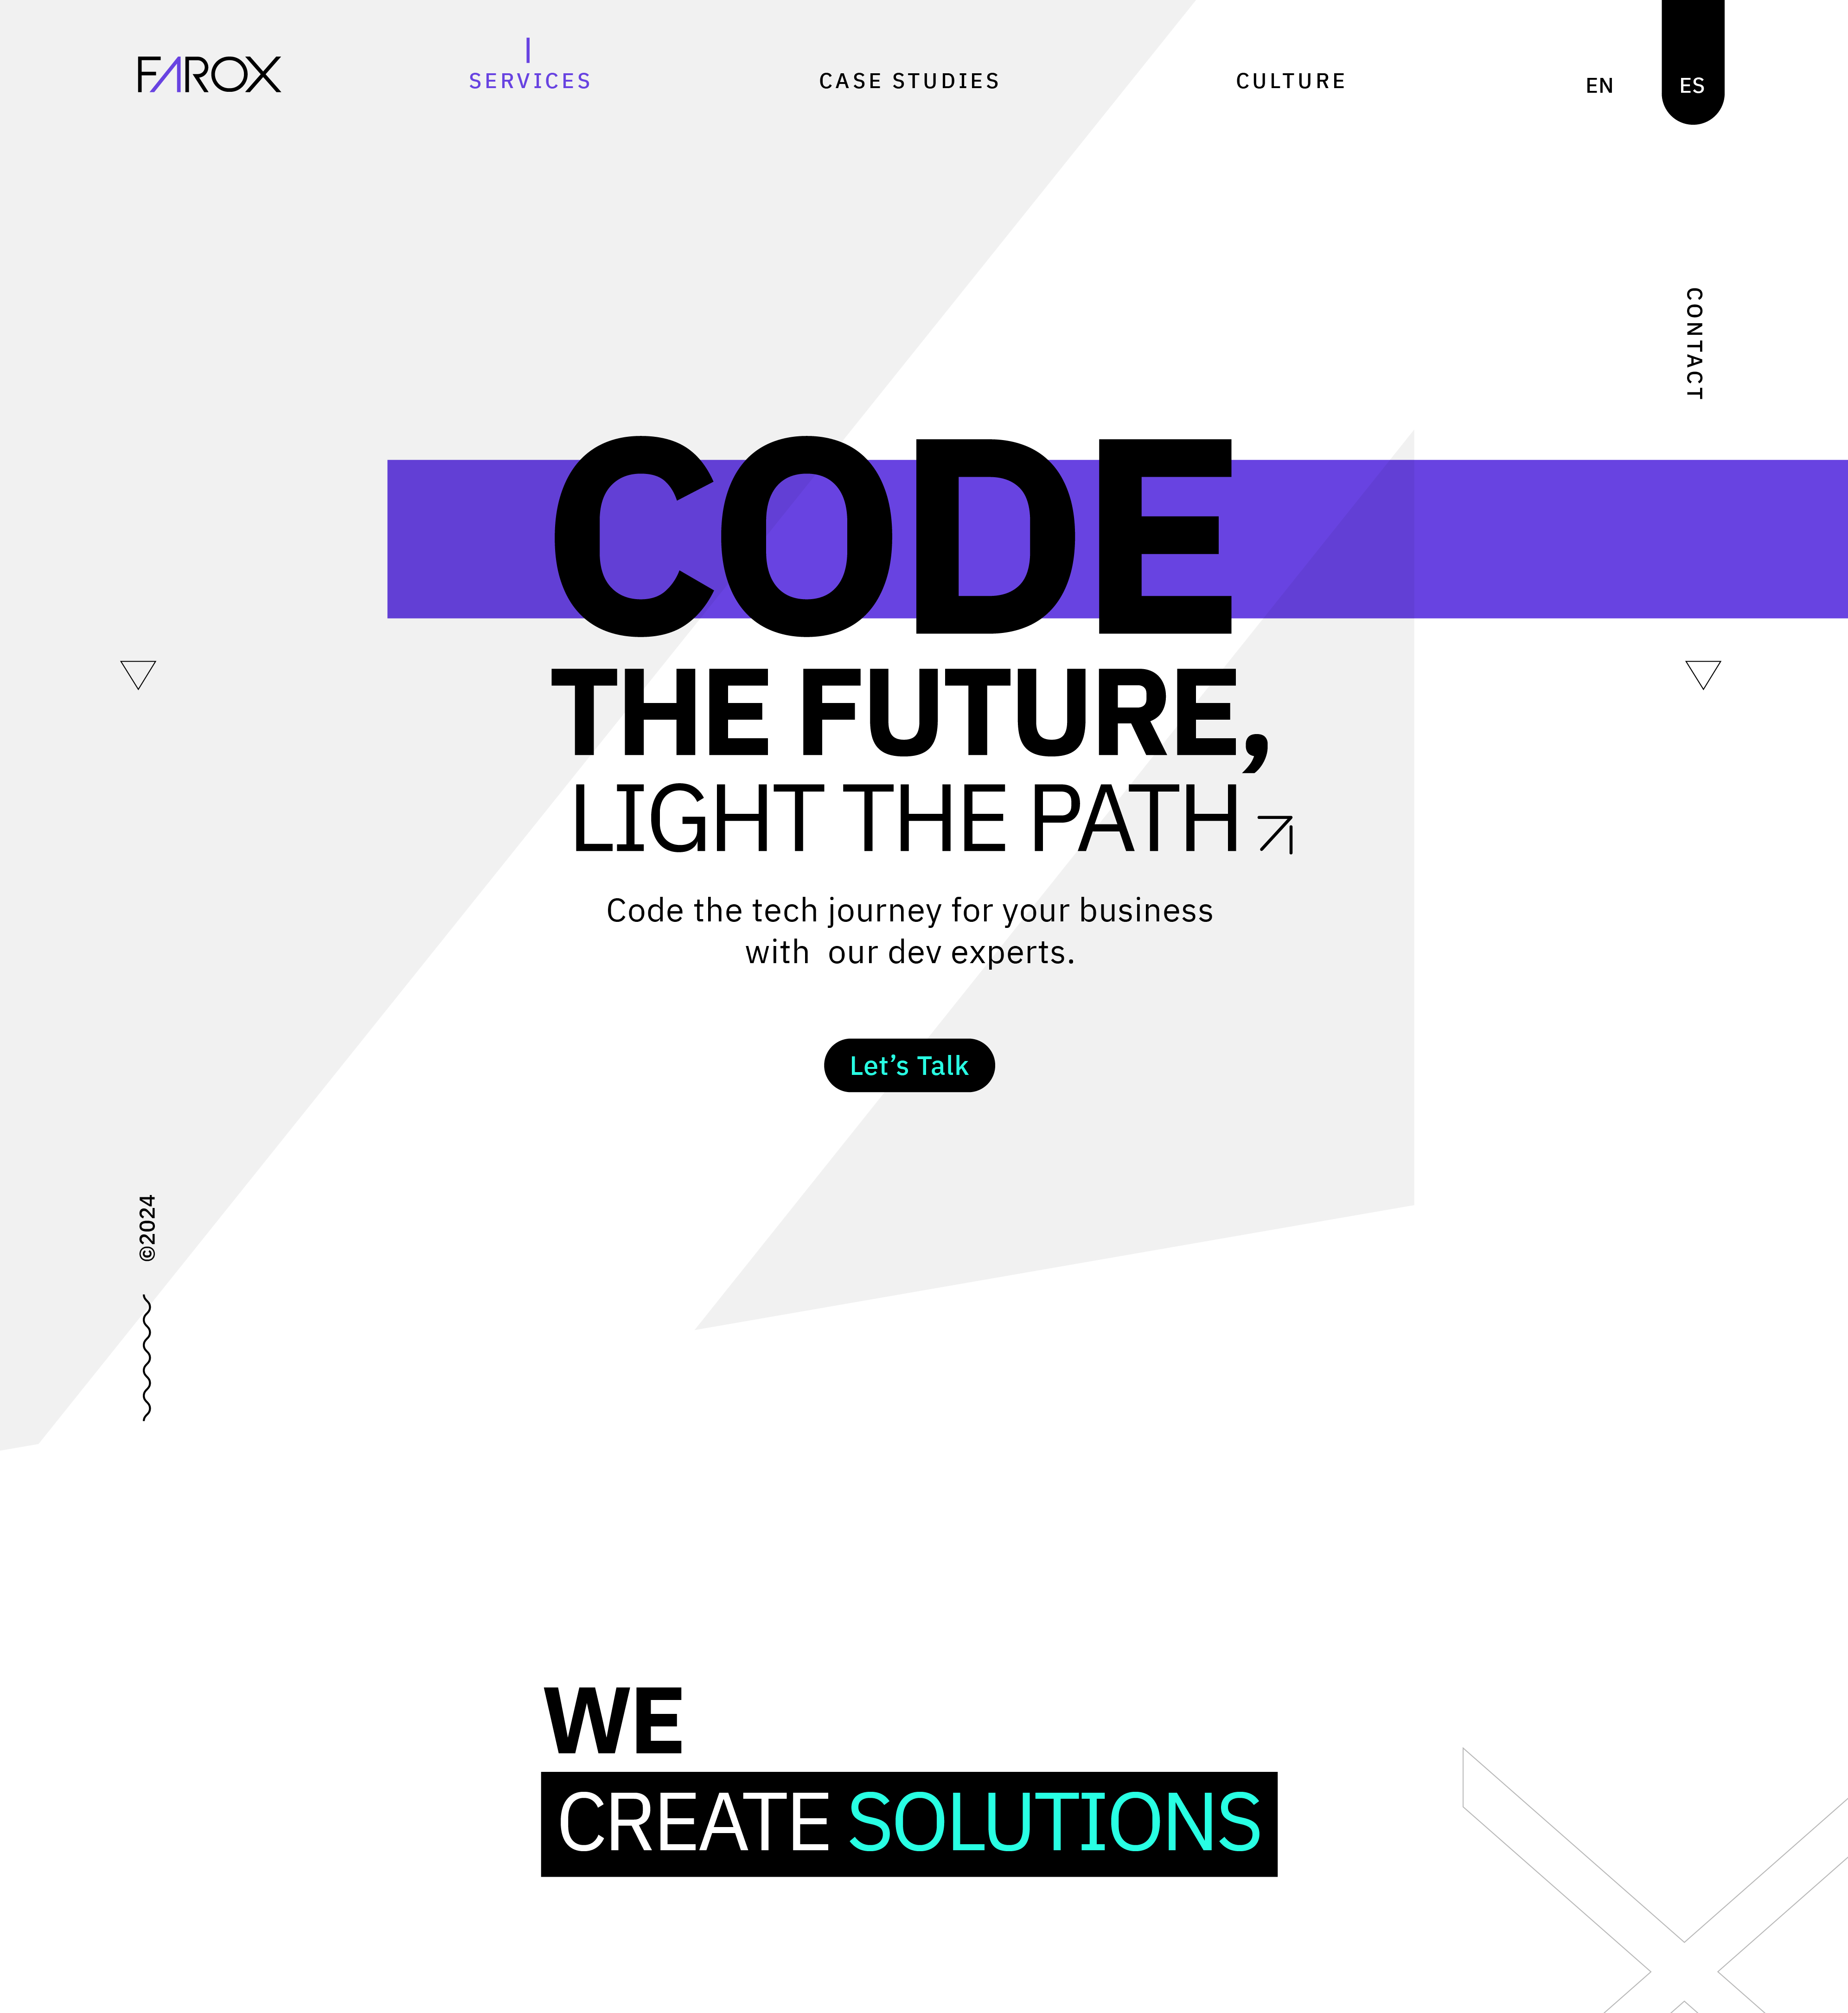 FAROX
SERVICES
CASE STUDIES
CULTURE
EN
ES
CONTACT
CODE
THE FUTURE,
LIGHT THE PATH
Code the tech journey for your business
with  our dev experts.
Let’s Talk
©2024
WE
CREATE SOLUTIONS